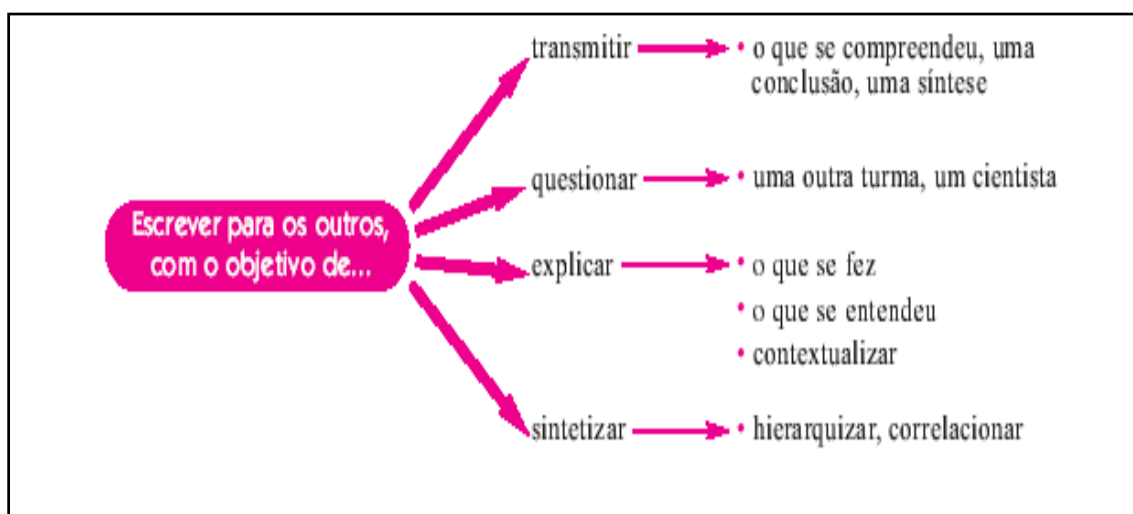 transmitir
• o que se compreendeu, uma
conclusão, uma síntese
questionar
• uma outra turma, um cientista
Escrever para os outros,
com o objetivo de...
explicar
• o que se fez
• o que se entendeu
• contextualizar
sintetizar
• hierarquizar, correlacionar